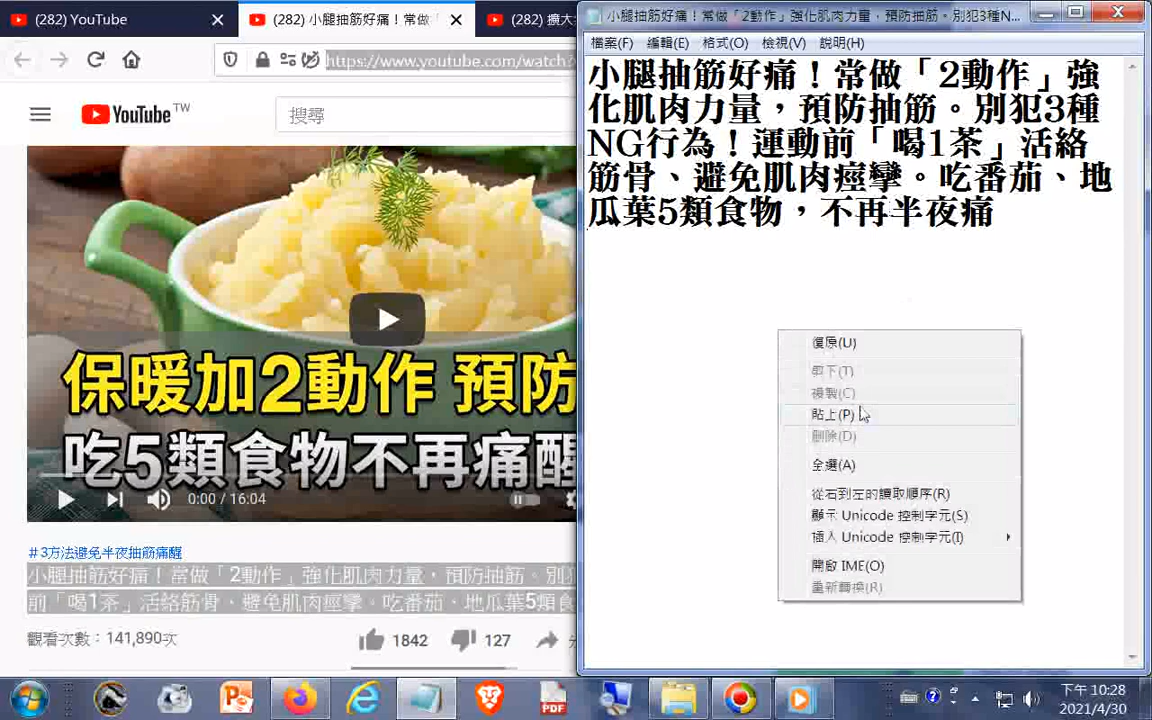 (282) YouTube
(282) 小腿抽筋好痛！常做「
(282) 擴大
https://www.youtube.com/watch?
YouTube TW
搜尋
保暖加2動作 預防
吃5類食物不再痛醒
0:00 / 16:04
#3方法避免半夜抽筋痛醒
小腿抽筋好痛！常做「2動作」強化肌肉力量，預防抽筋。別犯
前「喝1茶」活絡筋骨、避免肌肉痙攣。吃番茄、地瓜葉5類食
觀看次數：141,890次
1842
127
小腿抽筋好痛！常做「2動作」強化肌肉力量，預防抽筋。別犯3種N...
檔案(F) 編輯(E) 格式(O) 檢視(V) 說明(H)
小腿抽筋好痛！常做「2動作」強
化肌肉力量，預防抽筋。別犯3種
NG行為！運動前「喝1茶」活絡
筋骨、避免肌肉痙攣。吃番茄、地
瓜葉5類食物，不再半夜痛
復原(U)
剪下(T)
複製(C)
貼上(P)
刪除(D)
全選(A)
從右到左的讀取順序(R)
顯示 Unicode 控制字元(S)
插入 Unicode 控制字元(I)
開啟 IME(O)
重新轉換(R)
PDF
下午 10:28
2021/4/30